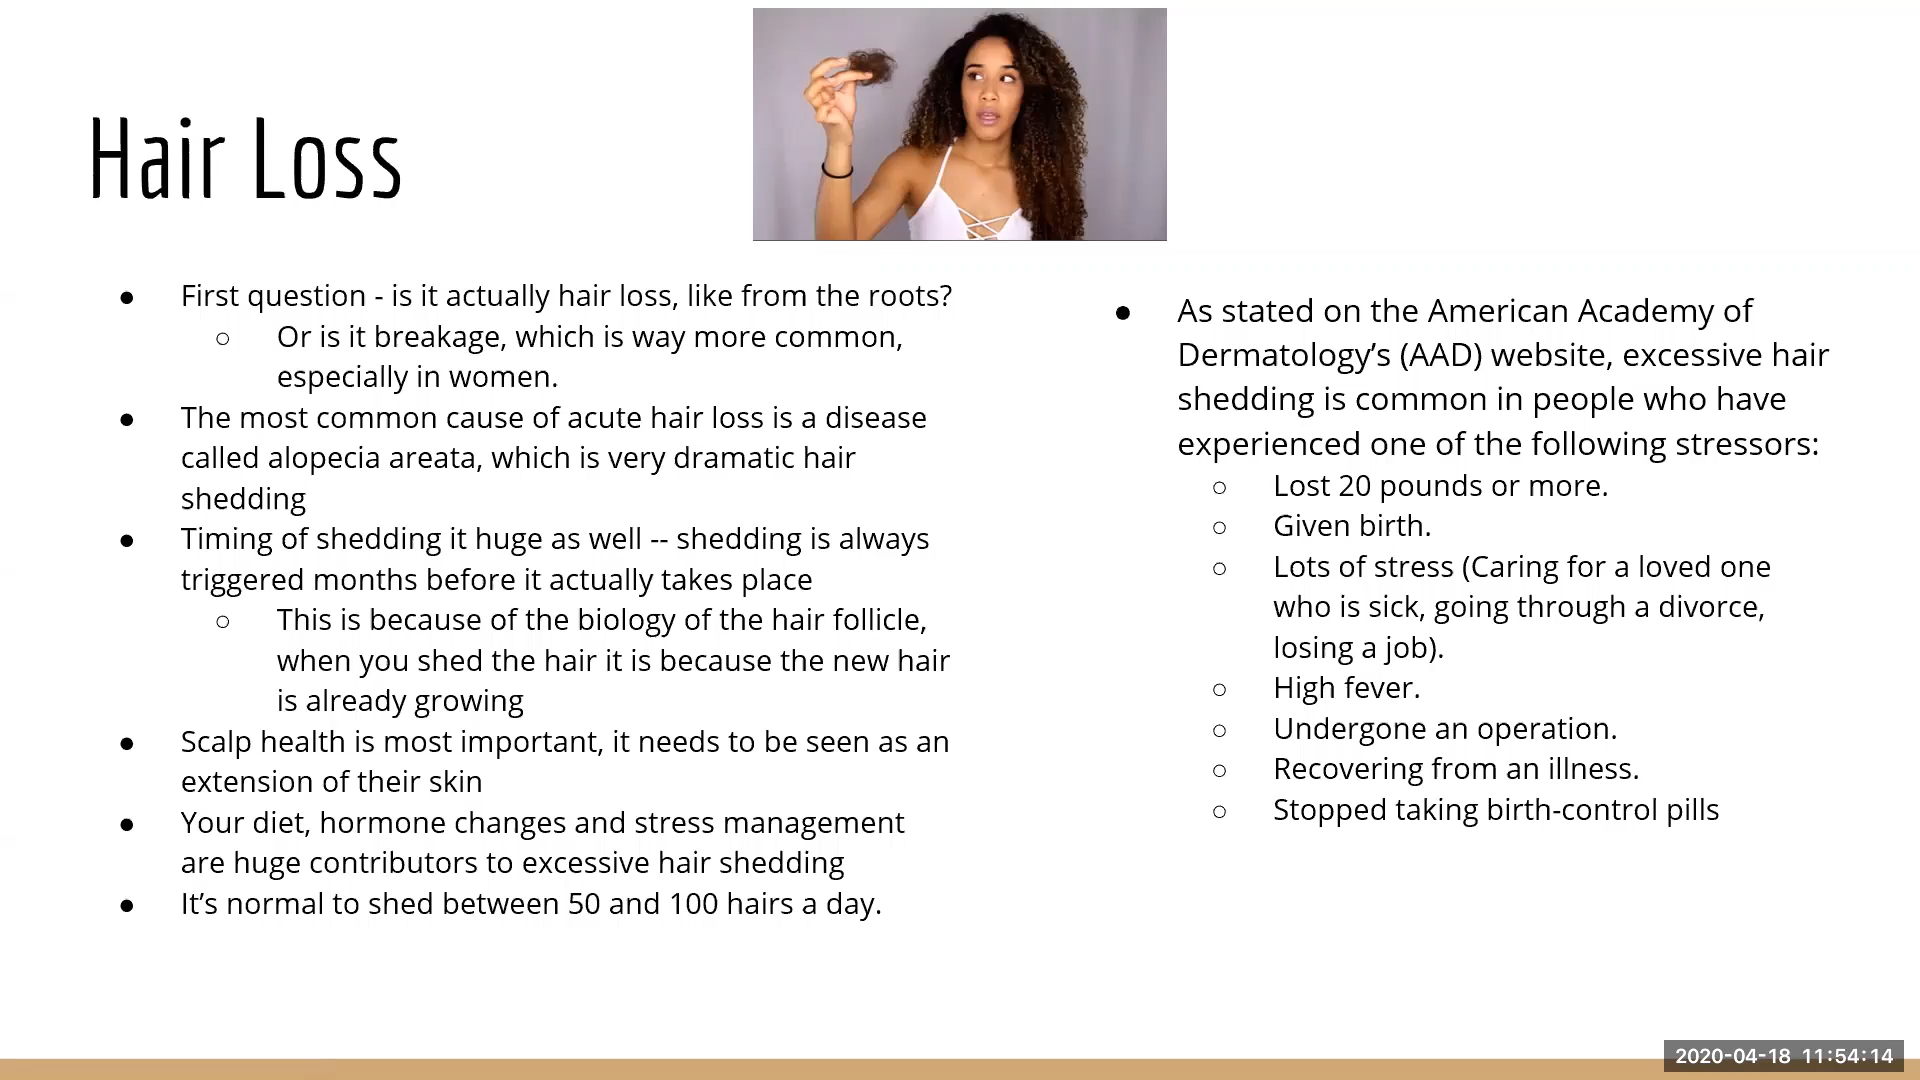 Hair Loss
● First question - is it actually hair loss, like from the roots?
○ Or is it breakage, which is way more common,
especially in women.
● The most common cause of acute hair loss is a disease
called alopecia areata, which is very dramatic hair
shedding
● Timing of shedding it huge as well -- shedding is always
triggered months before it actually takes place
○ This is because of the biology of the hair follicle,
when you shed the hair it is because the new hair
is already growing
● Scalp health is most important, it needs to be seen as an
extension of their skin
● Your diet, hormone changes and stress management
are huge contributors to excessive hair shedding
● It’s normal to shed between 50 and 100 hairs a day.
● As stated on the American Academy of
Dermatology’s (AAD) website, excessive hair
shedding is common in people who have
experienced one of the following stressors:
○ Lost 20 pounds or more.
○ Given birth.
○ Lots of stress (Caring for a loved one
who is sick, going through a divorce,
losing a job).
○ High fever.
○ Undergone an operation.
○ Recovering from an illness.
○ Stopped taking birth-control pills
2020-04-18 11:54:14